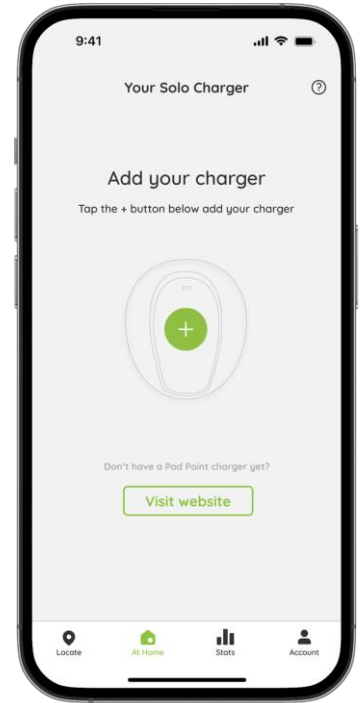 9:41
Your Solo Charger
Add your charger
Tap the + button below add your charger
Don't have a Pod Point charger yet?
Visit website
Locate At Home Stats Account